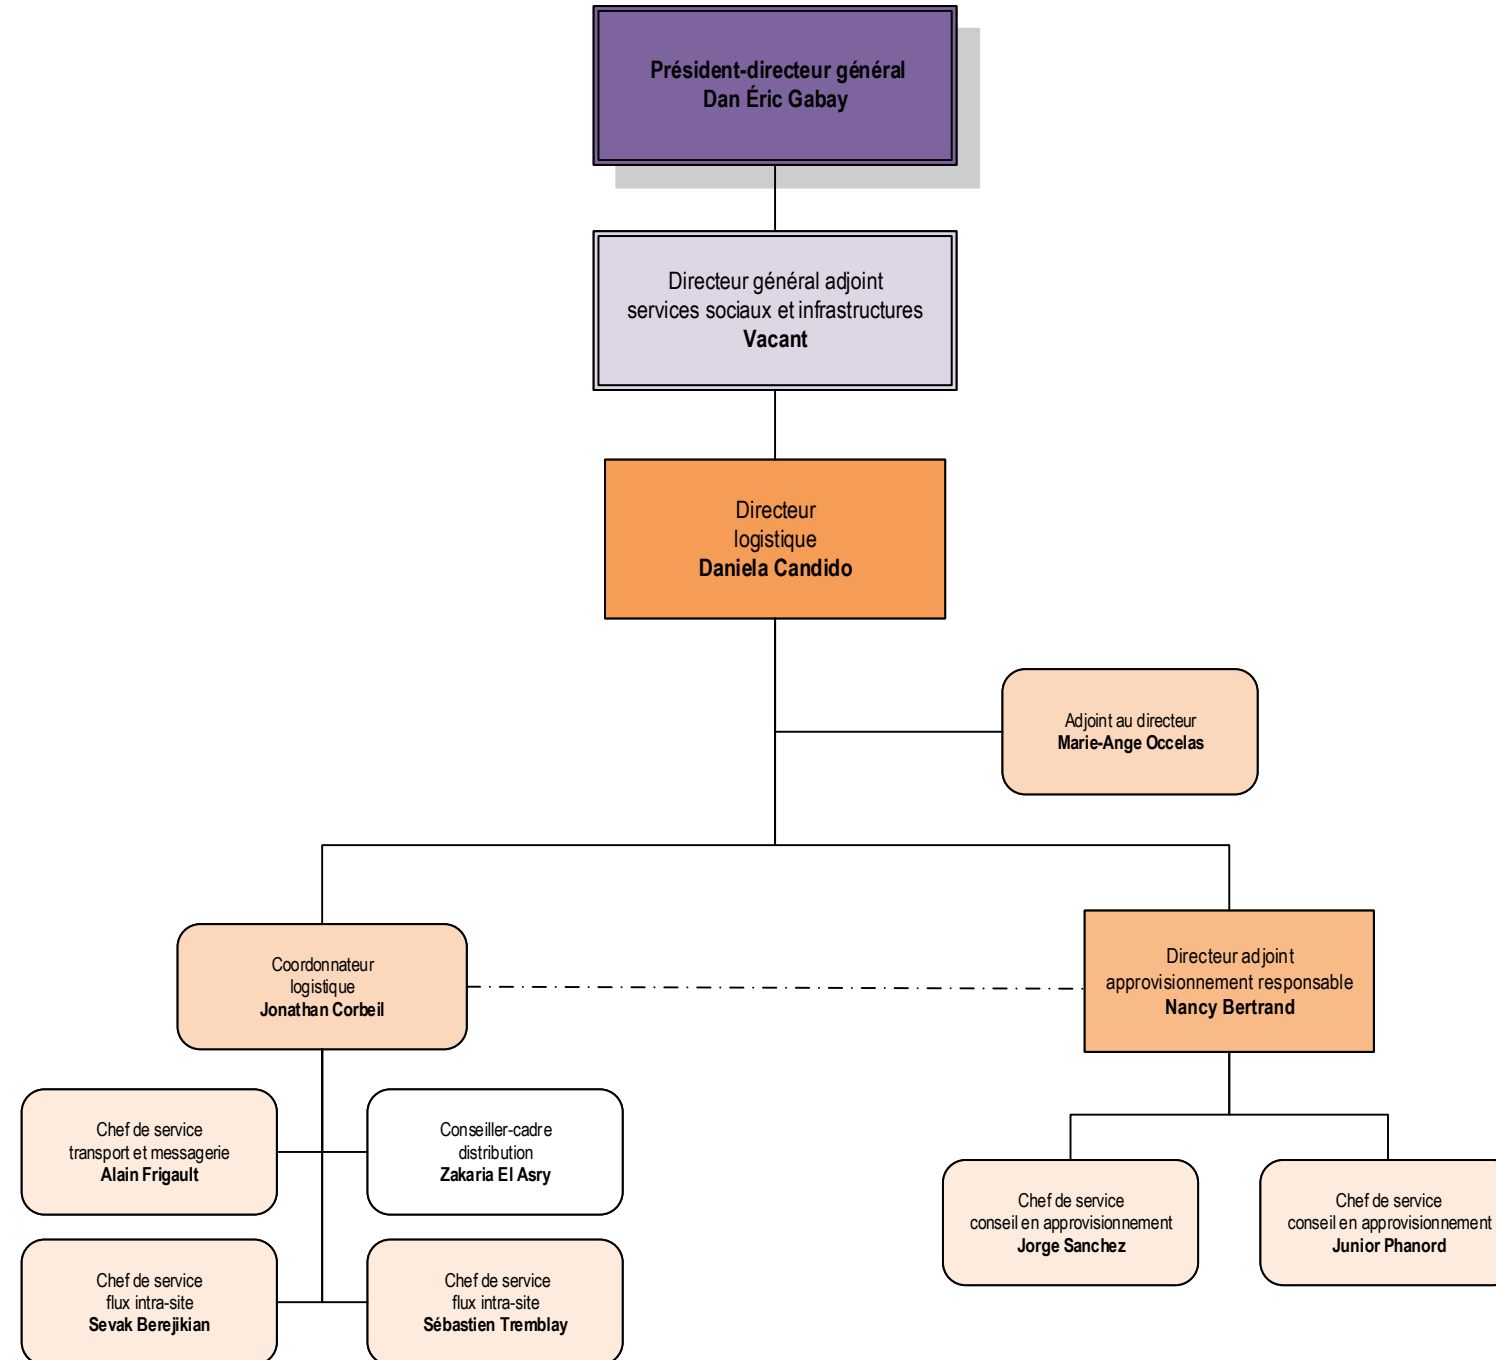 Président-directeur général
Dan Éric Gabay
Directeur général adjoint
services sociaux et infrastructures
Vacant
Directeur
logistique
Daniela Candido
Adjoint au directeur
Marie-Ange Occelas
Coordonnateur
logistique
Jonathan Corbeil
Directeur adjoint
approvisionnement responsable
Nancy Bertrand
Chef de service
transport et messagerie
Alain Frigault
Conseiller-cadre
distribution
Zakaria El Asry
Chef de service
conseil en approvisionnement
Jorge Sanchez
Chef de service
conseil en approvisionnement
Junior Phanord
Chef de service
flux intra-site
Sevak Berejikian
Chef de service
flux intra-site
Sébastien Tremblay